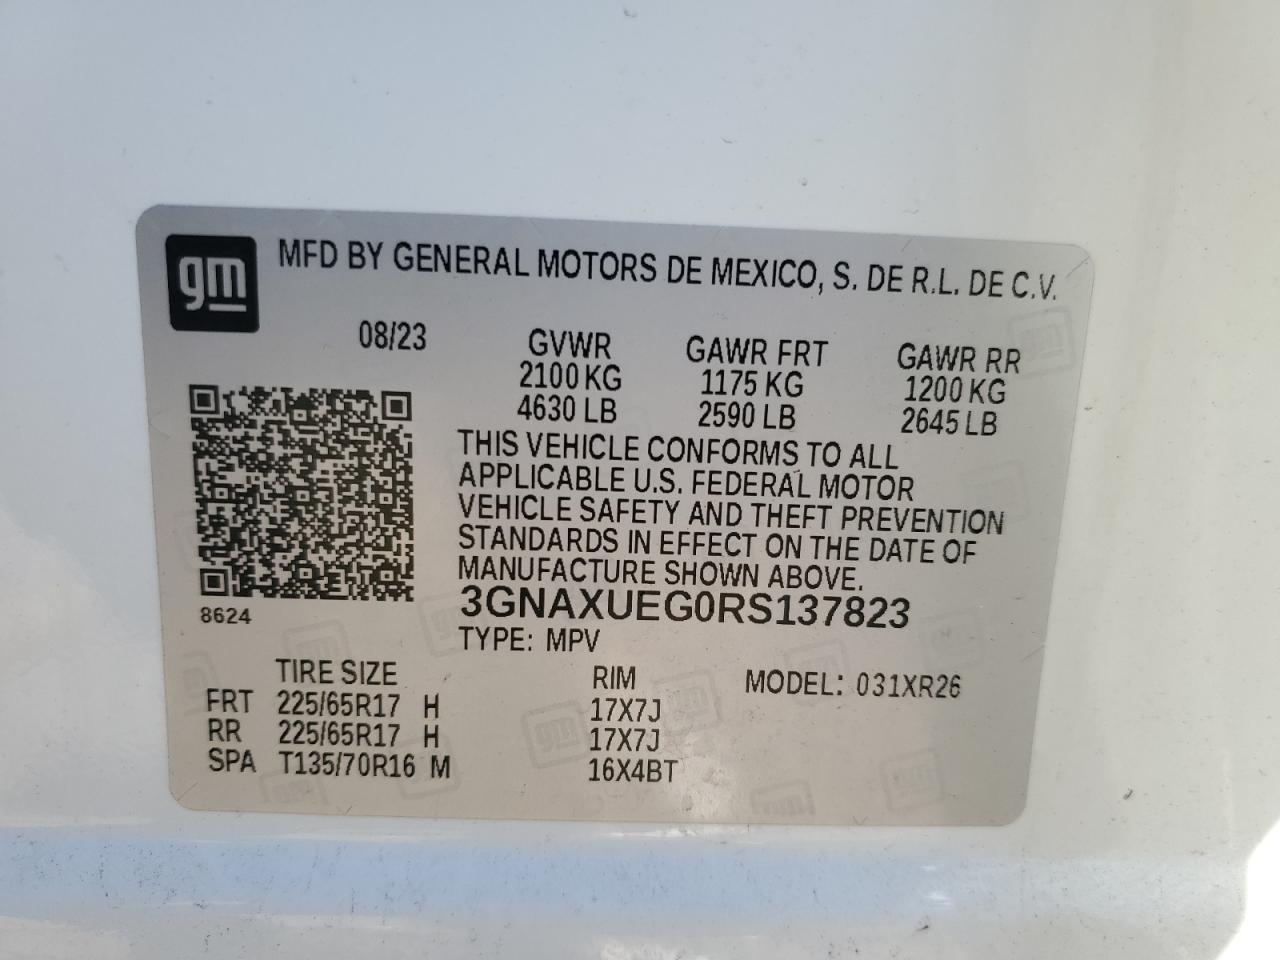 gm MFD BY GENERAL MOTORS DE MEXICO, S. DE R.L. DE C.V.
08/23 GVWR GAWR FRT GAWR RR
2100 KG 1175 KG 1200 KG
4630 LB 2590 LB 2645 LB
THIS VEHICLE CONFORMS TO ALL
APPLICABLE U.S. FEDERAL MOTOR
VEHICLE SAFETY AND THEFT PREVENTION
STANDARDS IN EFFECT ON THE DATE OF
MANUFACTURE SHOWN ABOVE.
3GNAXUEG0RS137823
8624
TYPE: MPV
TIRE SIZE RIM MODEL: 031XR26
FRT 225/65R17 H 17X7J
RR 225/65R17 H 17X7J
SPA T135/70R16 M 16X4BT